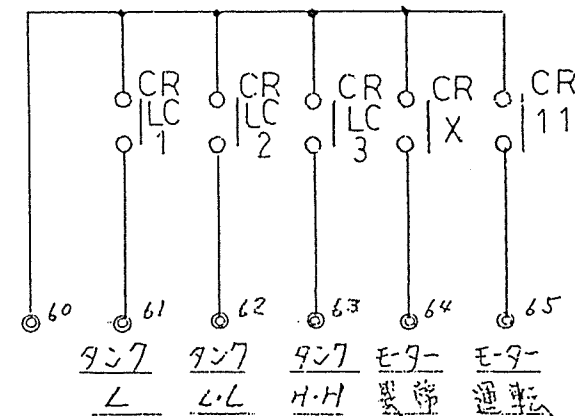 CR LC 1
CR LC 2
CR LC 3
CR X
CR 11
60
61
62
63
64
65
タンク L
タンク L・L
タンク H・H
モーター 異常
モーター 運転